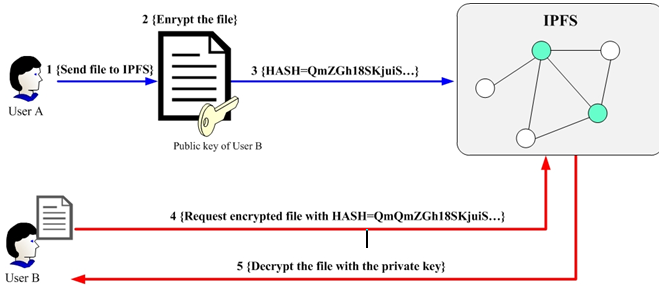 2 {Enrypt the file}
IPFS
1 {Send file to IPFS}
3 {HASH=QmZGh18SKjuiS...}
User A
Public key of User B
4 {Request encrypted file with HASH=QmQmZGh18SKjuiS...}
User B
5 {Decrypt the file with the private key}